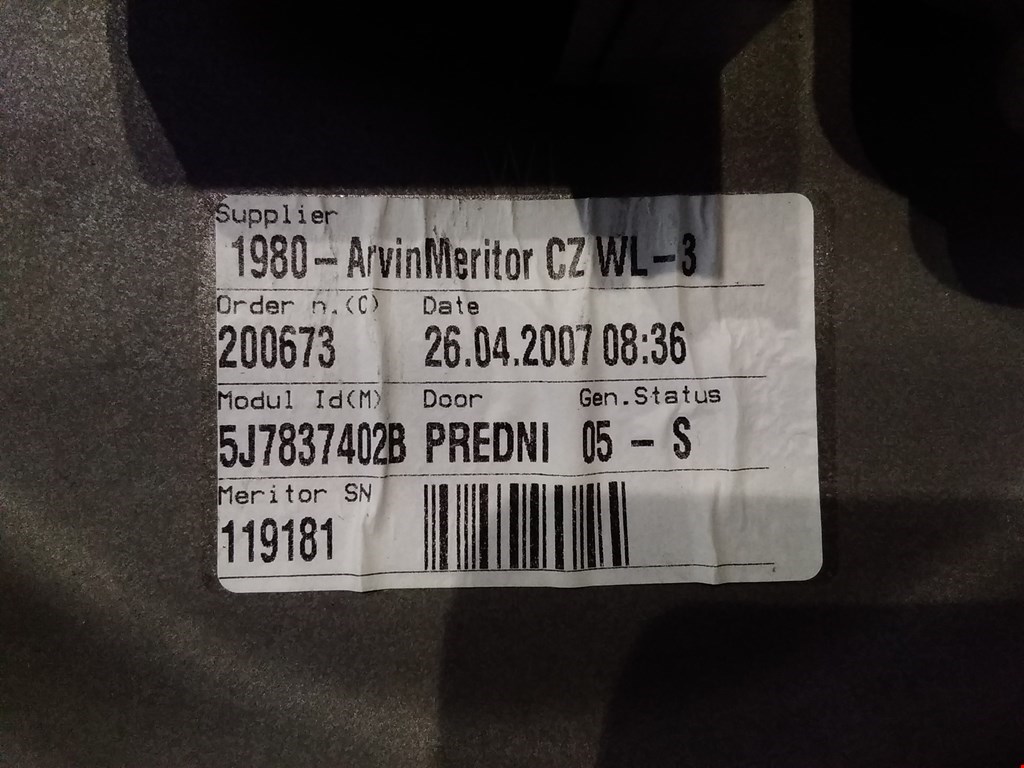 Supplier
1980 - ArvinMeritor CZ WL-3
Order n.(C) Date
200673 26.04.2007 08:36
Modul Id(M) Door Gen.Status
5J7837402B PREDNI 05 - S
Meritor SN
119181